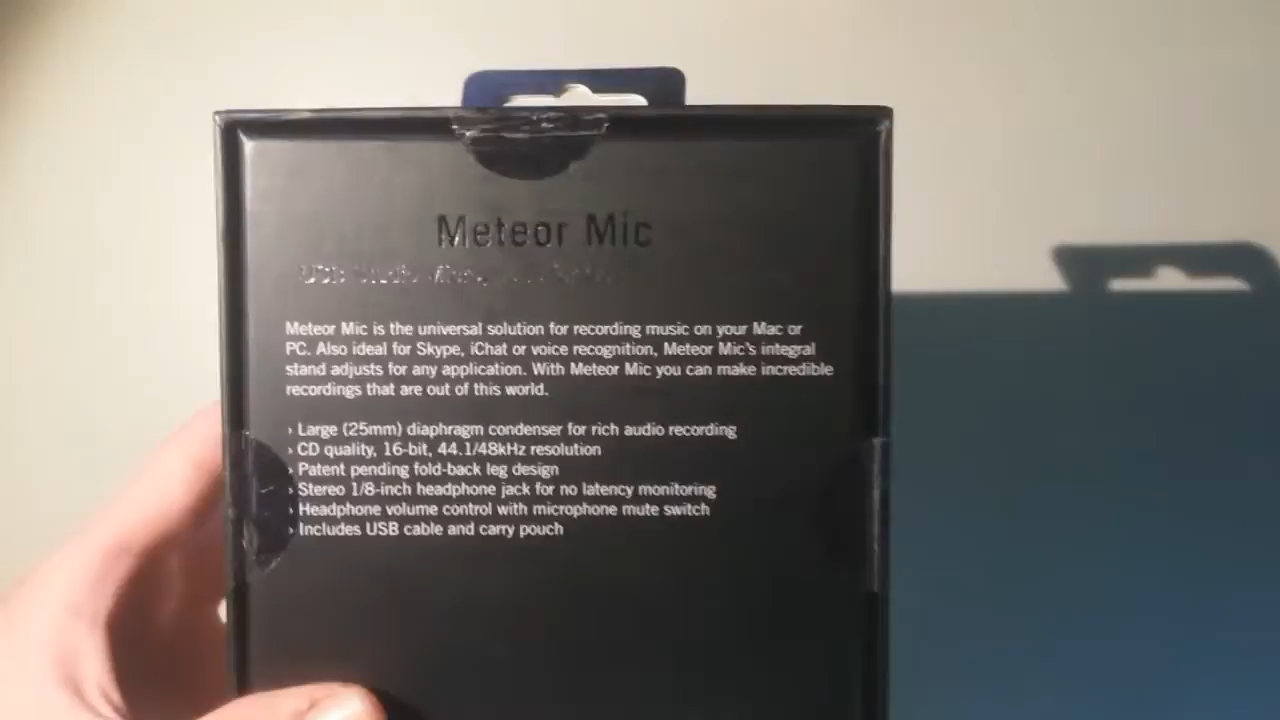 Meteor Mic
USB Studio
Meteor Mic is the universal solution for recording music on your Mac or
PC. Also ideal for Skype, iChat or voice recognition, Meteor Mic's integral
stand adjusts for any application. With Meteor Mic you can make incredible
recordings that are out of this world.
› Large (25mm) diaphragm condenser for rich audio recording
› CD quality, 16-bit, 44.1/48kHz resolution
› Patent pending fold-back leg design
› Stereo 1/8-inch headphone jack for no latency monitoring
› Headphone volume control with microphone mute switch
› Includes USB cable and carry pouch